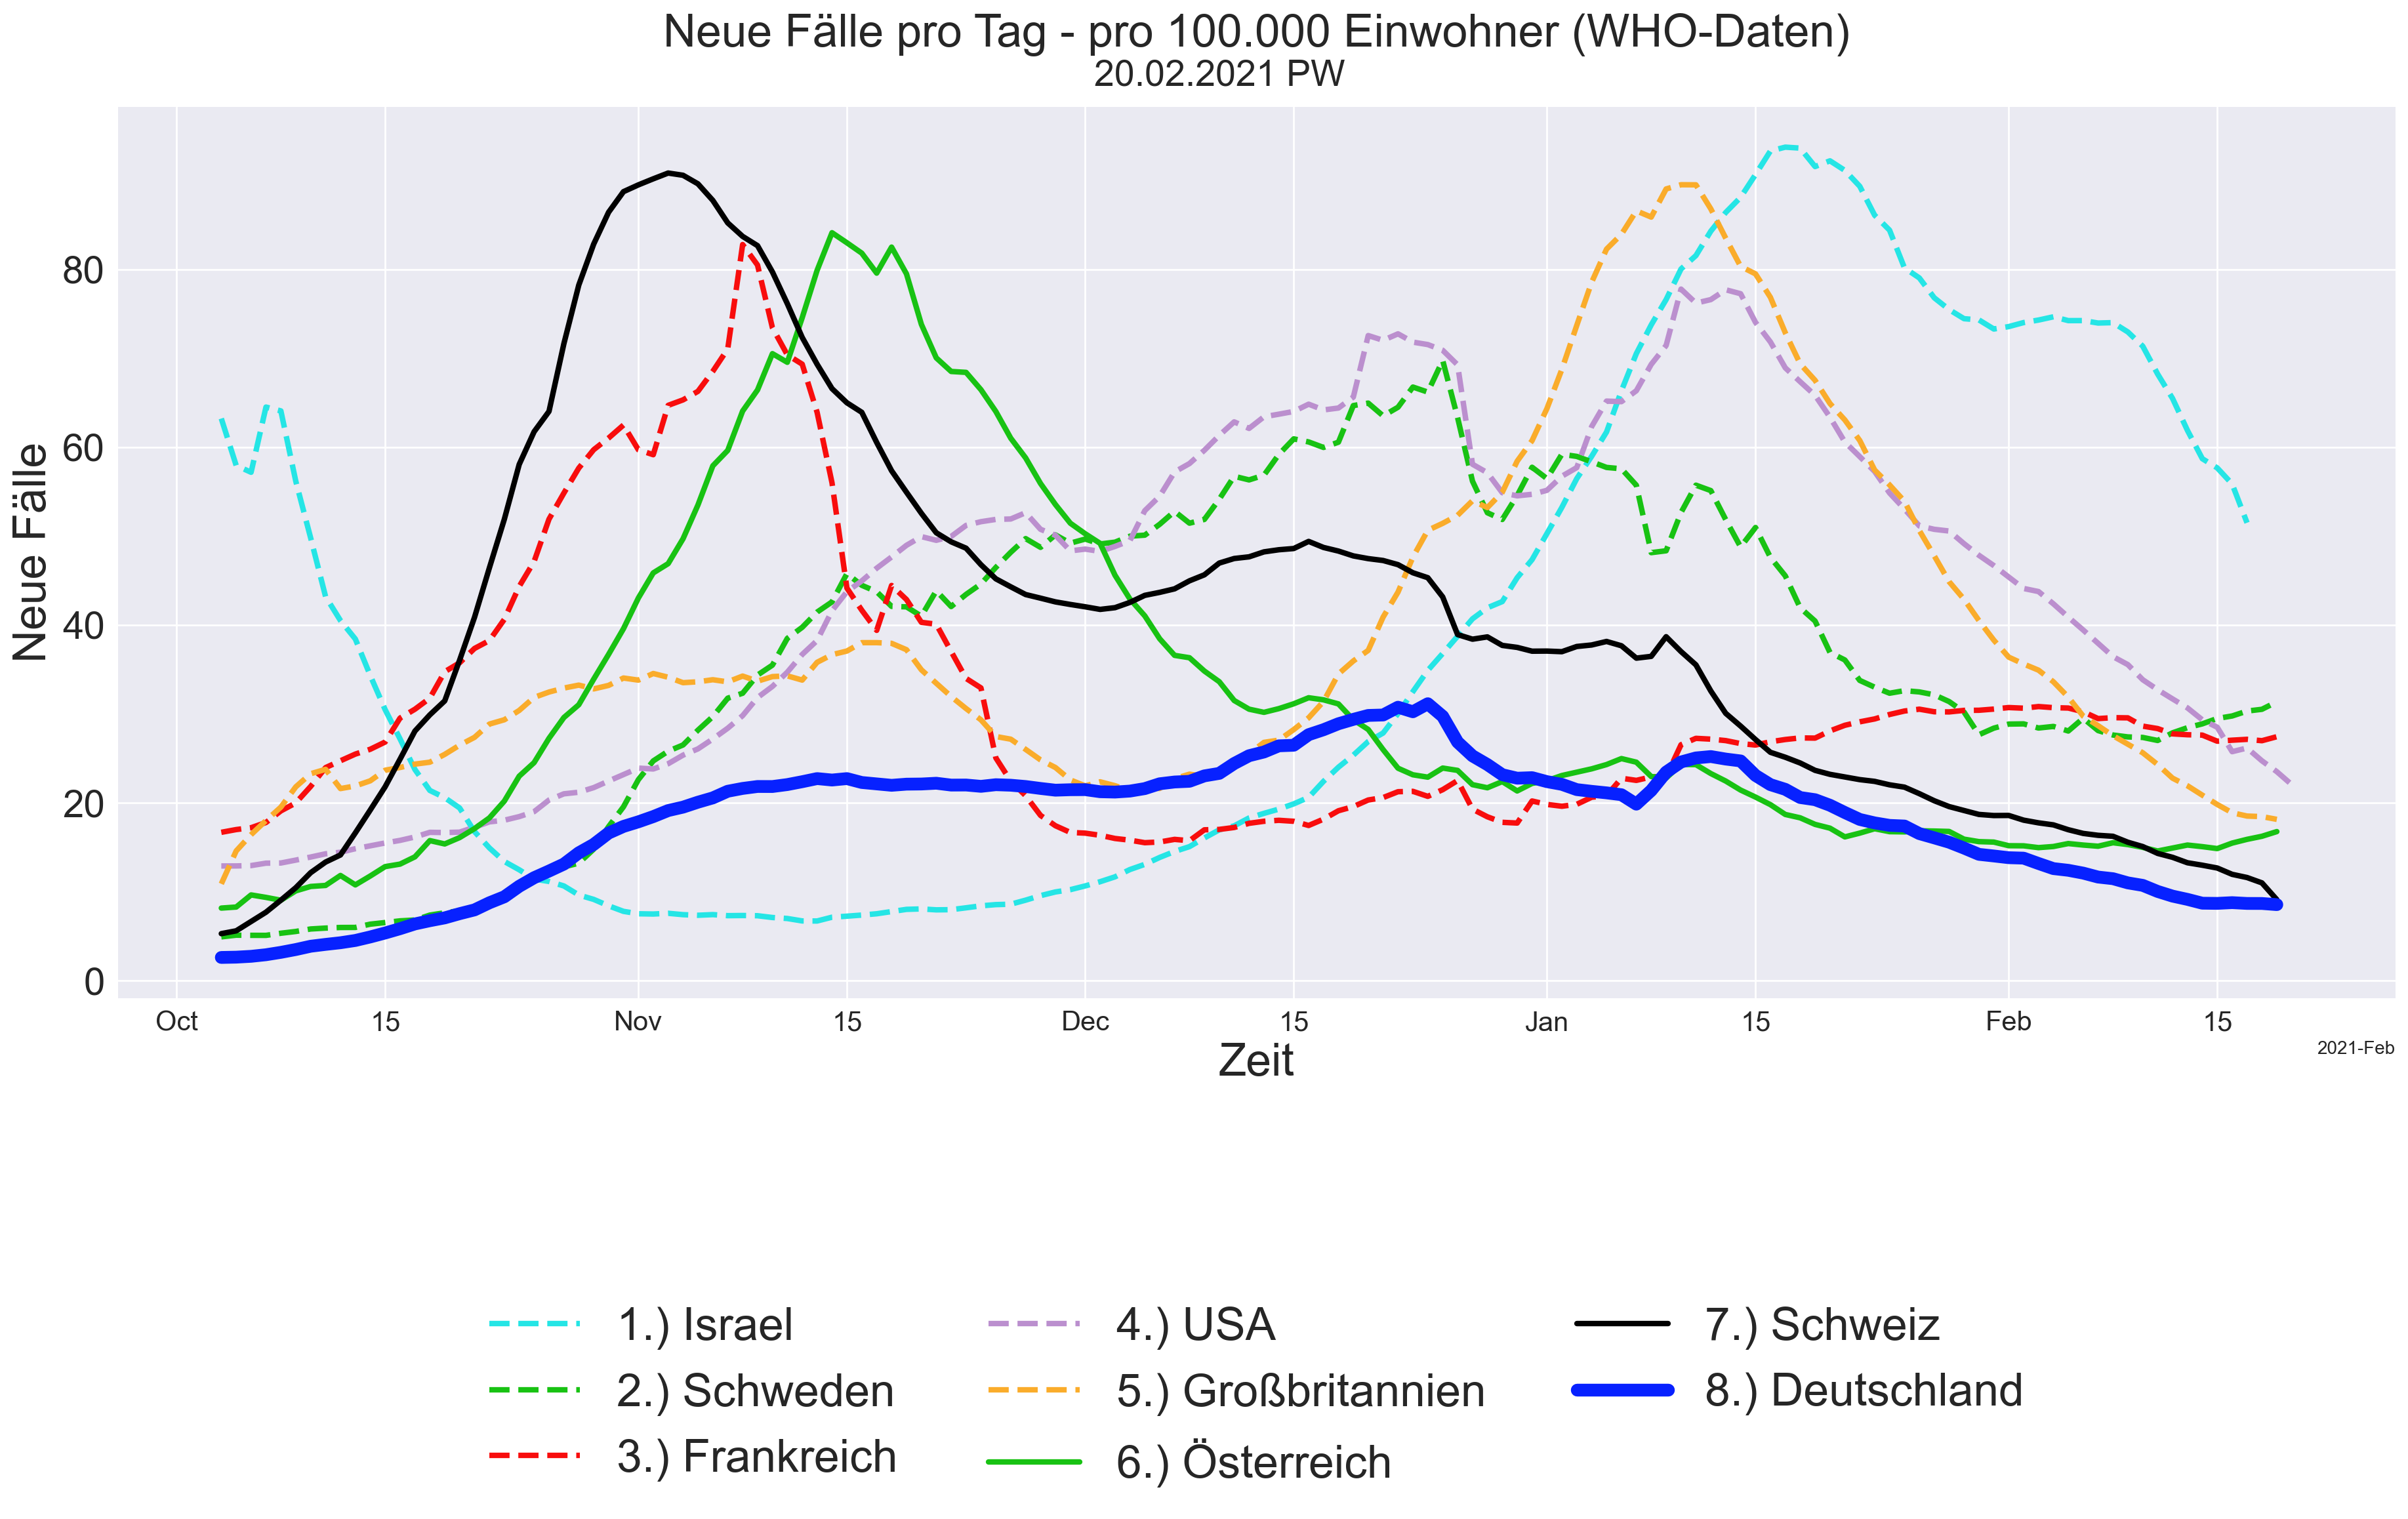 Neue Fälle pro Tag - pro 100.000 Einwohner (WHO-Daten)
20.02.2021 PW
Neue Fälle
80
60
40
20
0
Oct 15 Nov 15 Dec 15 Jan 15 Feb 15
2021-Feb
Zeit
1.) Israel
2.) Schweden
3.) Frankreich
4.) USA
5.) Großbritannien
6.) Österreich
7.) Schweiz
8.) Deutschland